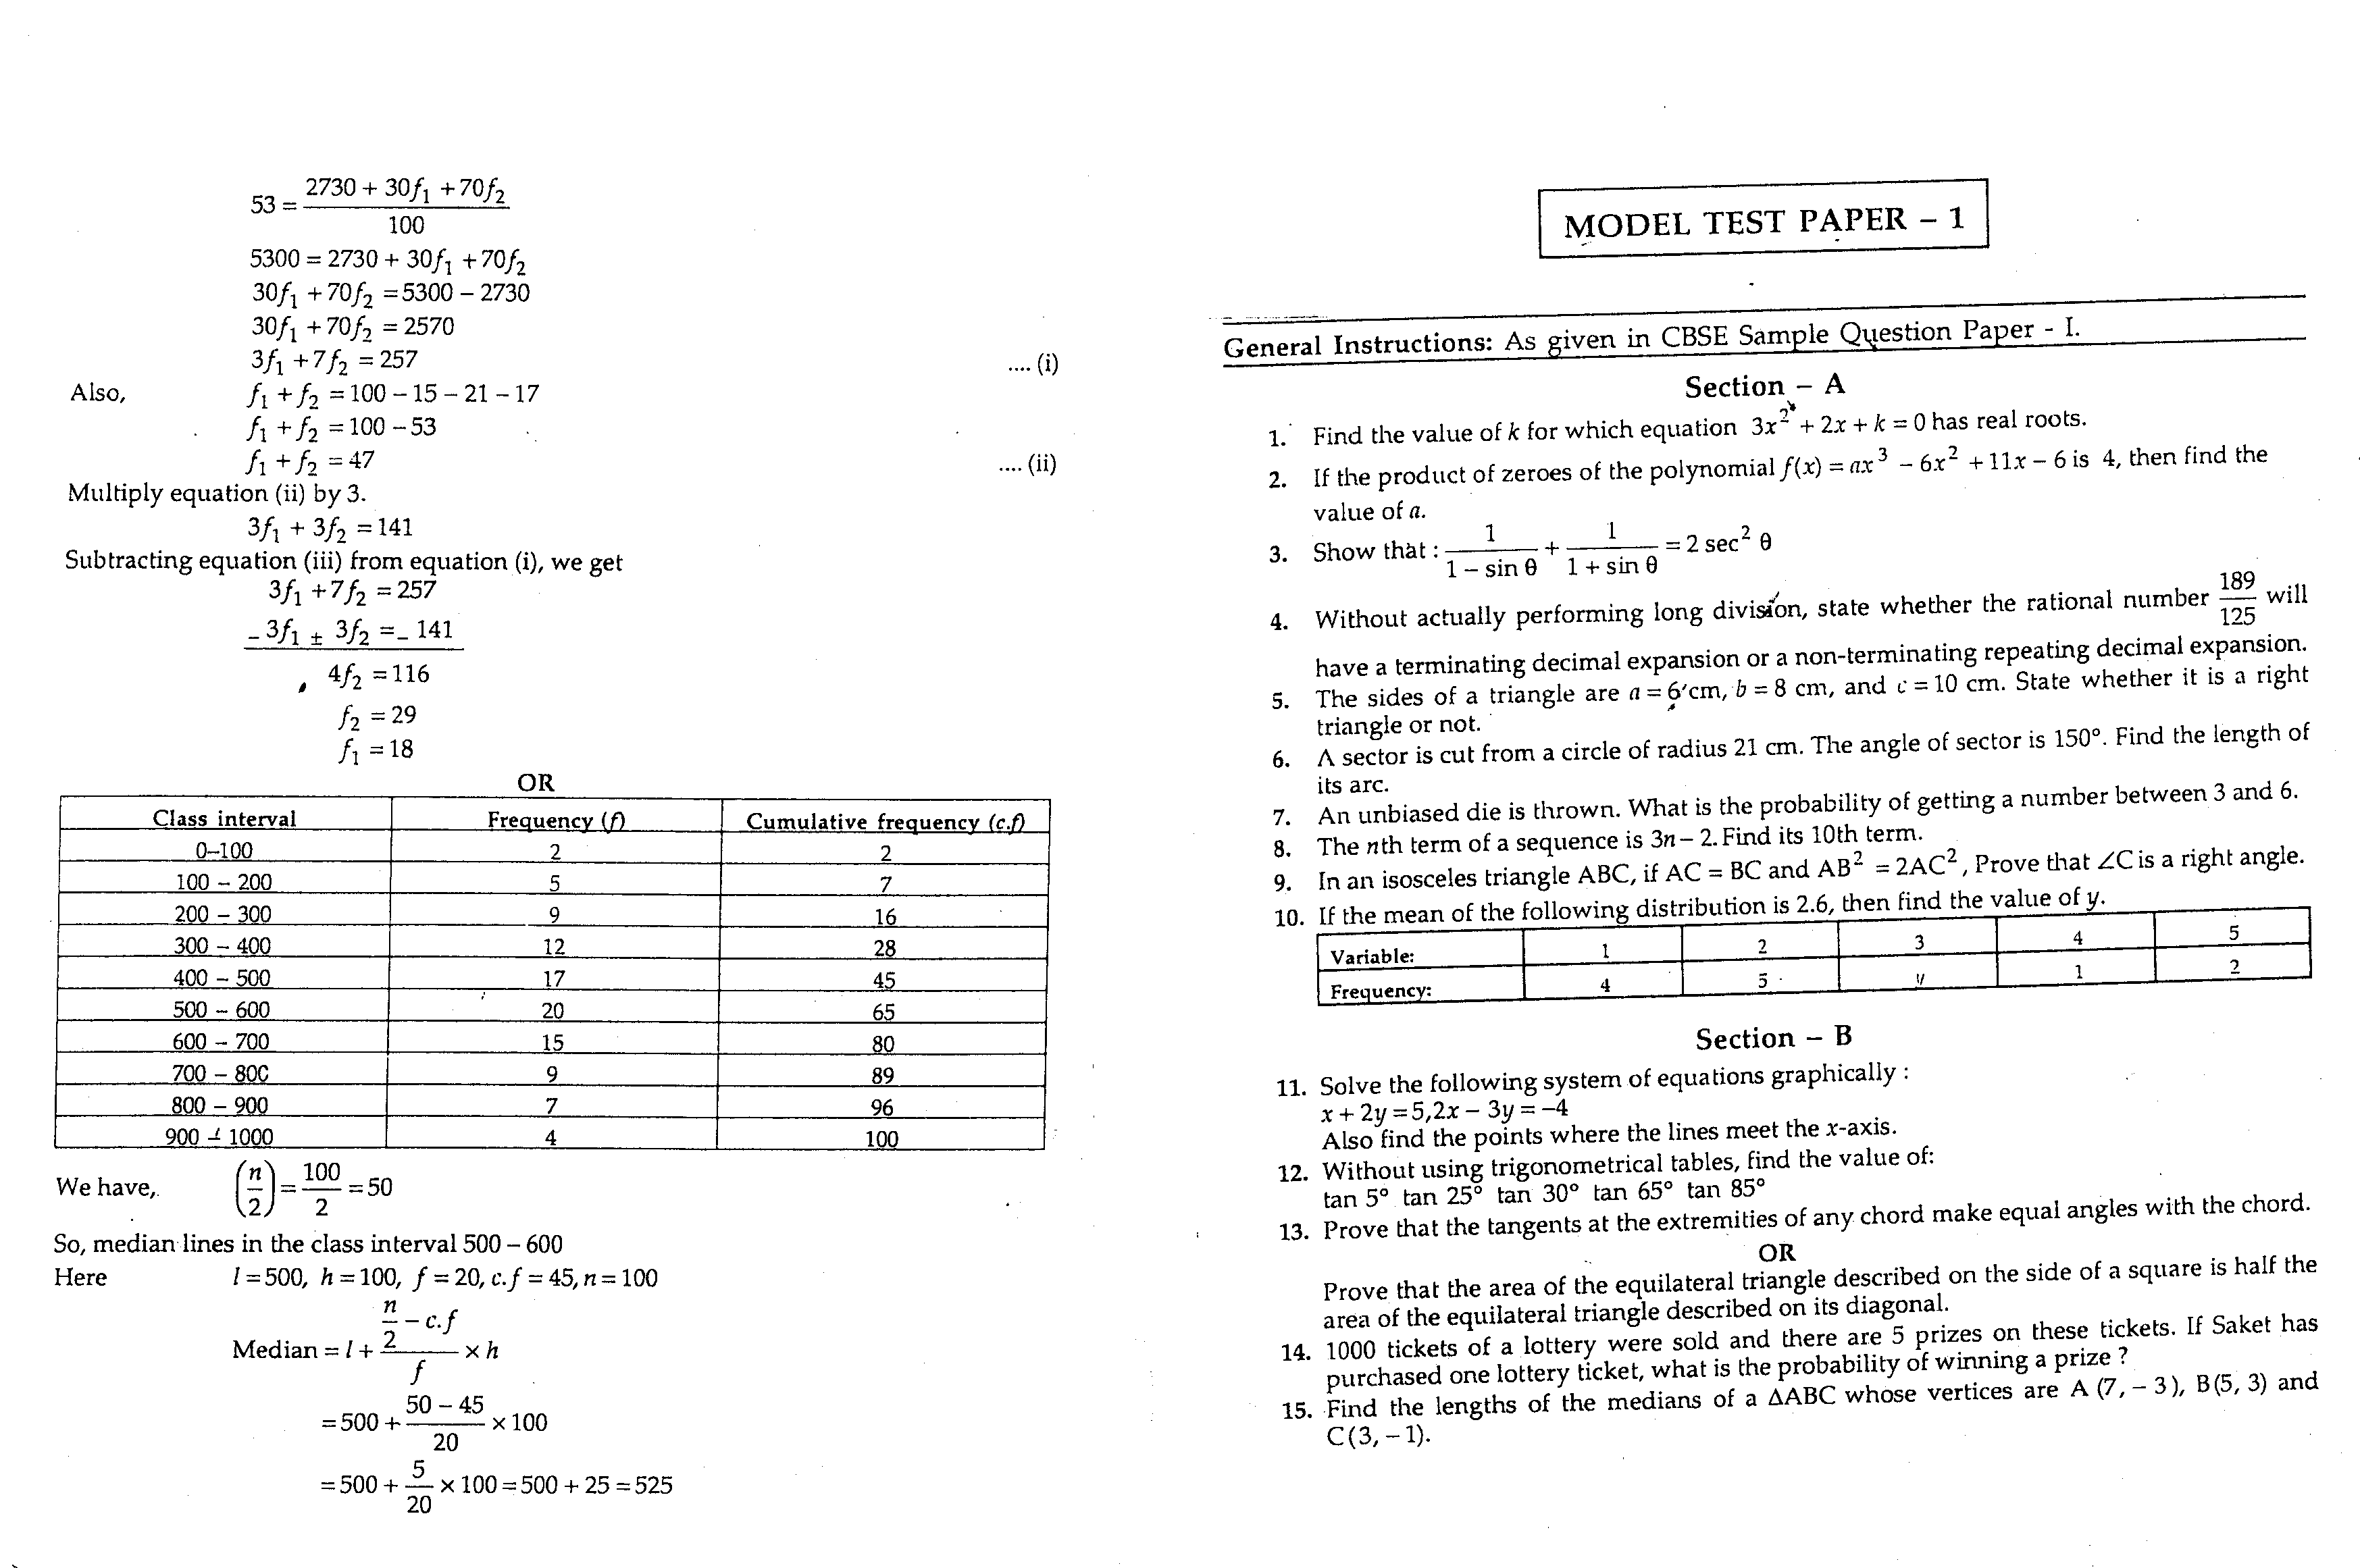 53 = (2730 + 30f₁ + 70f₂)/100
5300 = 2730 + 30f₁ + 70f₂
30f₁ + 70f₂ = 5300 – 2730
30f₁ + 70f₂ = 2570
3f₁ + 7f₂ = 257 .... (i)
Also, f₁ + f₂ = 100 – 15 – 21 – 17
f₁ + f₂ = 100 – 53
f₁ + f₂ = 47 .... (ii)
Multiply equation (ii) by 3.
3f₁ + 3f₂ = 141
Subtracting equation (iii) from equation (i), we get
3f₁ + 7f₂ = 257
– 3f₁ ± 3f₂ = – 141
4f₂ = 116
f₂ = 29
f₁ = 18
OR
Class interval Frequency (f) Cumulative frequency (c.f)
0–100 2 2
100 – 200 5 7
200 – 300 9 16
300 – 400 12 28
400 – 500 17 45
500 – 600 20 65
600 – 700 15 80
700 – 800 9 89
800 – 900 7 96
900 – 1000 4 100
We have, (n/2) = 100/2 = 50
So, median lines in the class interval 500 – 600
Here l = 500, h = 100, f = 20, c.f = 45, n = 100
Median = l + (n/2 – c.f)/f × h
= 500 + (50 – 45)/20 × 100
= 500 + 5/20 × 100 = 500 + 25 = 525
MODEL TEST PAPER – 1
General Instructions: As given in CBSE Sample Question Paper - I.
Section – A
1. Find the value of k for which equation 3x² + 2x + k = 0 has real roots.
2. If the product of zeroes of the polynomial f(x) = ax³ – 6x² + 11x – 6 is 4, then find the
value of a.
3. Show that : 1/(1 – sin θ) + 1/(1 + sin θ) = 2 sec² θ
4. Without actually performing long division, state whether the rational number 189/125 will
have a terminating decimal expansion or a non-terminating repeating decimal expansion.
5. The sides of a triangle are a = 6 cm, b = 8 cm, and c = 10 cm. State whether it is a right
triangle or not.
6. A sector is cut from a circle of radius 21 cm. The angle of sector is 150°. Find the length of
its arc.
7. An unbiased die is thrown. What is the probability of getting a number between 3 and 6.
8. The nth term of a sequence is 3n – 2. Find its 10th term.
9. In an isosceles triangle ABC, if AC = BC and AB² = 2AC², Prove that ∠C is a right angle.
10. If the mean of the following distribution is 2.6, then find the value of y.
Variable: 1 2 3 4 5
Frequency: 4 5 y 1 2
Section – B
11. Solve the following system of equations graphically :
x + 2y = 5, 2x – 3y = –4
Also find the points where the lines meet the x-axis.
12. Without using trigonometrical tables, find the value of:
tan 5° tan 25° tan 30° tan 65° tan 85°
13. Prove that the tangents at the extremities of any chord make equal angles with the chord.
OR
Prove that the area of the equilateral triangle described on the side of a square is half the
area of the equilateral triangle described on its diagonal.
14. 1000 tickets of a lottery were sold and there are 5 prizes on these tickets. If Saket has
purchased one lottery ticket, what is the probability of winning a prize ?
15. Find the lengths of the medians of a ΔABC whose vertices are A (7, – 3), B(5, 3) and
C(3, – 1).